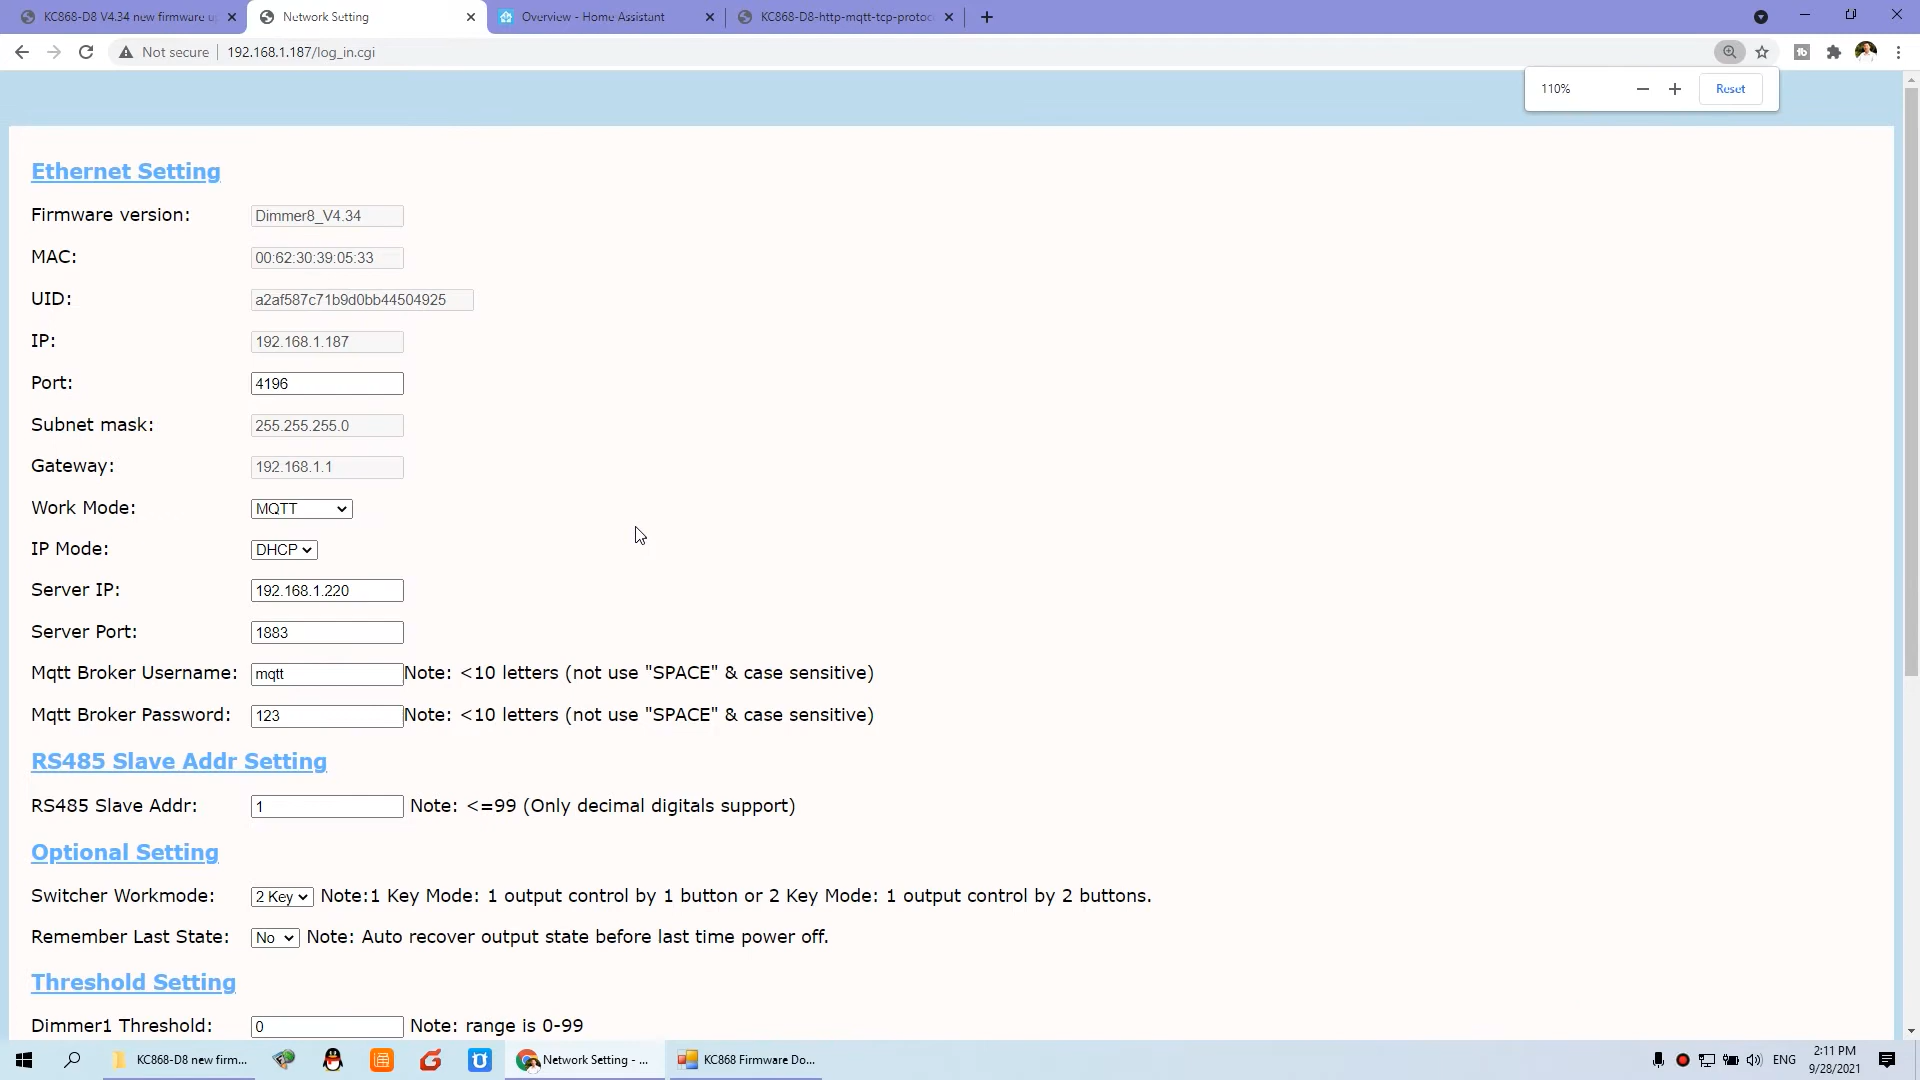 KC868-D8 V4.34 new firmware u
Network Setting
Overview - Home Assistant
KC868-D8-http-mqtt-tcp-protoc
Not secure
192.168.1.187/log_in.cgi
110%
Reset
Ethernet Setting
Firmware version: Dimmer8_V4.34
MAC: 00:62:30:39:05:33
UID: a2af587c71b9d0bb44504925
IP: 192.168.1.187
Port: 4196
Subnet mask: 255.255.255.0
Gateway: 192.168.1.1
Work Mode: MQTT
IP Mode: DHCP
Server IP: 192.168.1.220
Server Port: 1883
Mqtt Broker Username: mqtt Note: <10 letters (not use "SPACE" & case sensitive)
Mqtt Broker Password: 123 Note: <10 letters (not use "SPACE" & case sensitive)
RS485 Slave Addr Setting
RS485 Slave Addr: 1 Note: <=99 (Only decimal digitals support)
Optional Setting
Switcher Workmode: 2 Key Note:1 Key Mode: 1 output control by 1 button or 2 Key Mode: 1 output control by 2 buttons.
Remember Last State: No Note: Auto recover output state before last time power off.
Threshold Setting
Dimmer1 Threshold: 0 Note: range is 0-99
KC868-D8 new firm...
Network Setting - ...
KC868 Firmware Do...
ENG
2:11 PM
9/28/2021